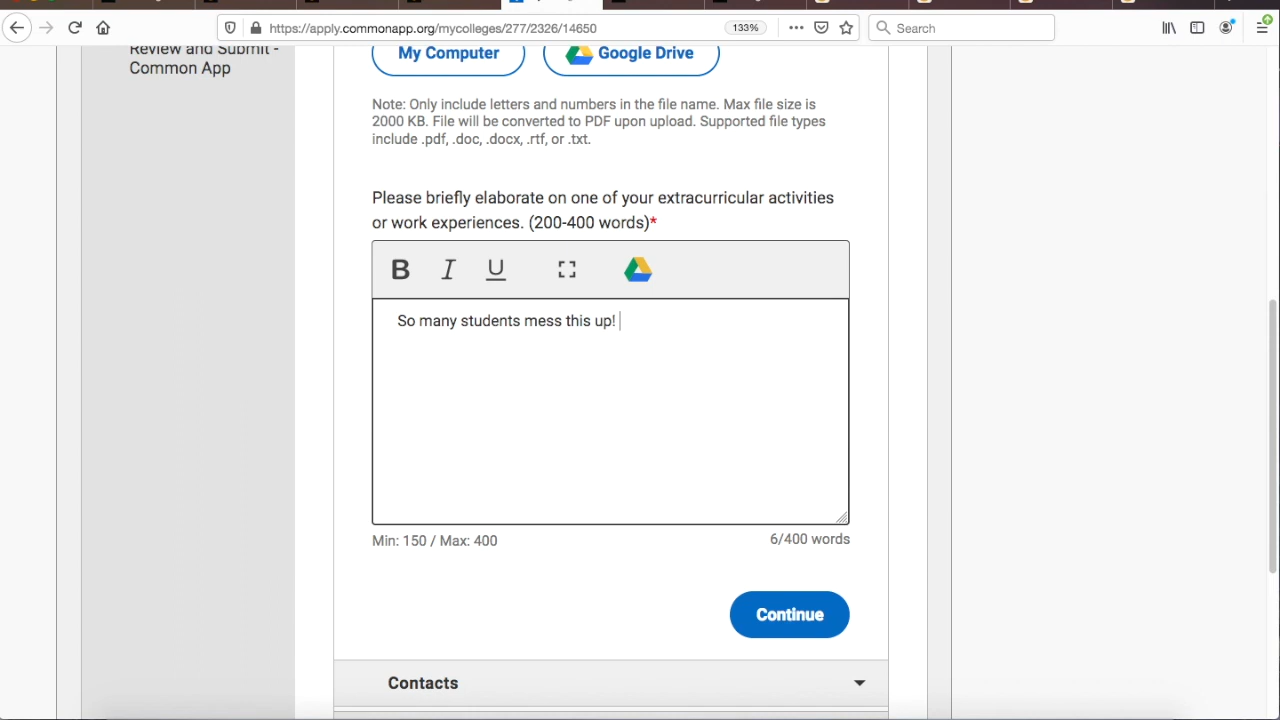 https://apply.commonapp.org/mycolleges/277/2326/14650
133%
Search
Review and Submit -
Common App
My Computer
Google Drive
Note: Only include letters and numbers in the file name. Max file size is
2000 KB. File will be converted to PDF upon upload. Supported file types
include .pdf, .doc, .docx, .rtf, or .txt.
Please briefly elaborate on one of your extracurricular activities
or work experiences. (200-400 words)*
B I U
So many students mess this up!
Min: 150 / Max: 400
6/400 words
Continue
Contacts